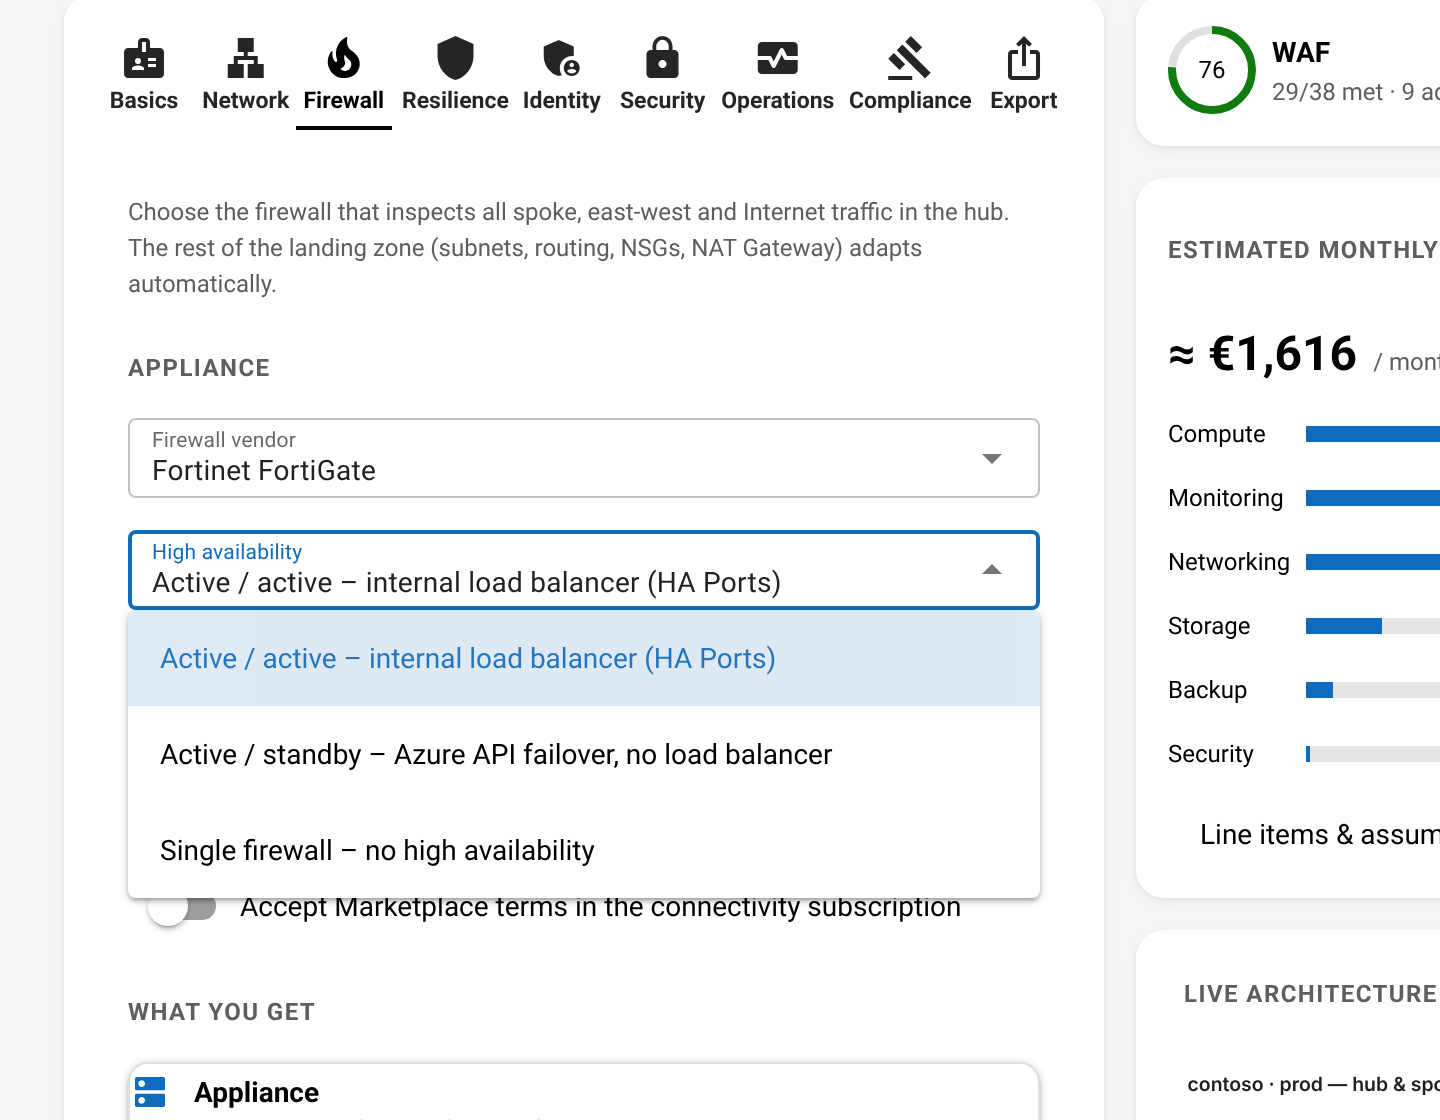 Basics
Network
Firewall
Resilience
Identity
Security
Operations
Compliance
Export
Choose the firewall that inspects all spoke, east-west and Internet traffic in the hub.
The rest of the landing zone (subnets, routing, NSGs, NAT Gateway) adapts
automatically.
APPLIANCE
Firewall vendor
Fortinet FortiGate
High availability
Active / active – internal load balancer (HA Ports)
Active / active – internal load balancer (HA Ports)
Active / standby – Azure API failover, no load balancer
Single firewall – no high availability
Accept Marketplace terms in the connectivity subscription
WHAT YOU GET
Appliance
76
WAF
29/38 met · 9
ESTIMATED MONTHLY
≈ €1,616 /
Compute
Monitoring
Networking
Storage
Backup
Security
Line items &
LIVE ARCHITECTURE
contoso · prod — hub &